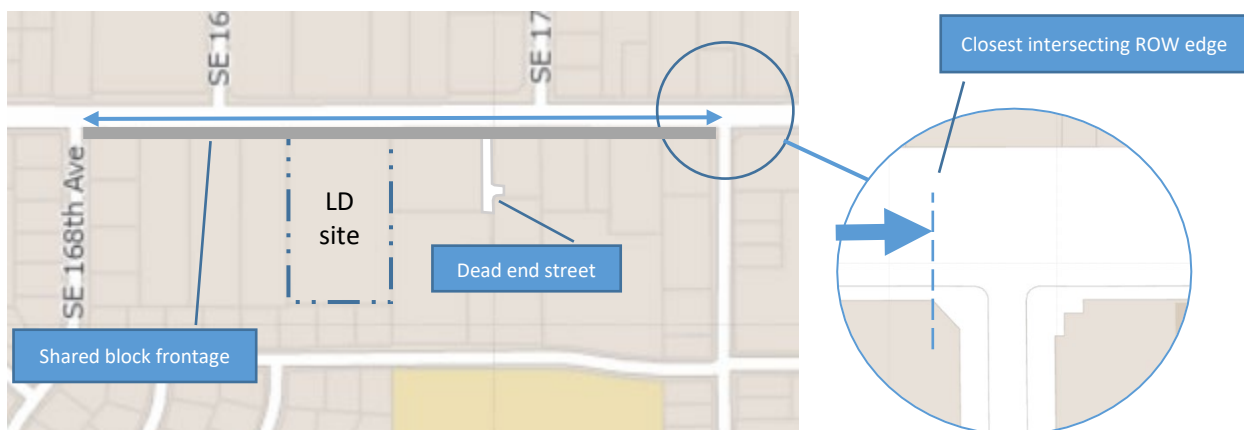 SE 16
SE 17
Closest intersecting ROW edge
SE 168th Ave
LD
site
Dead end street
Shared block frontage